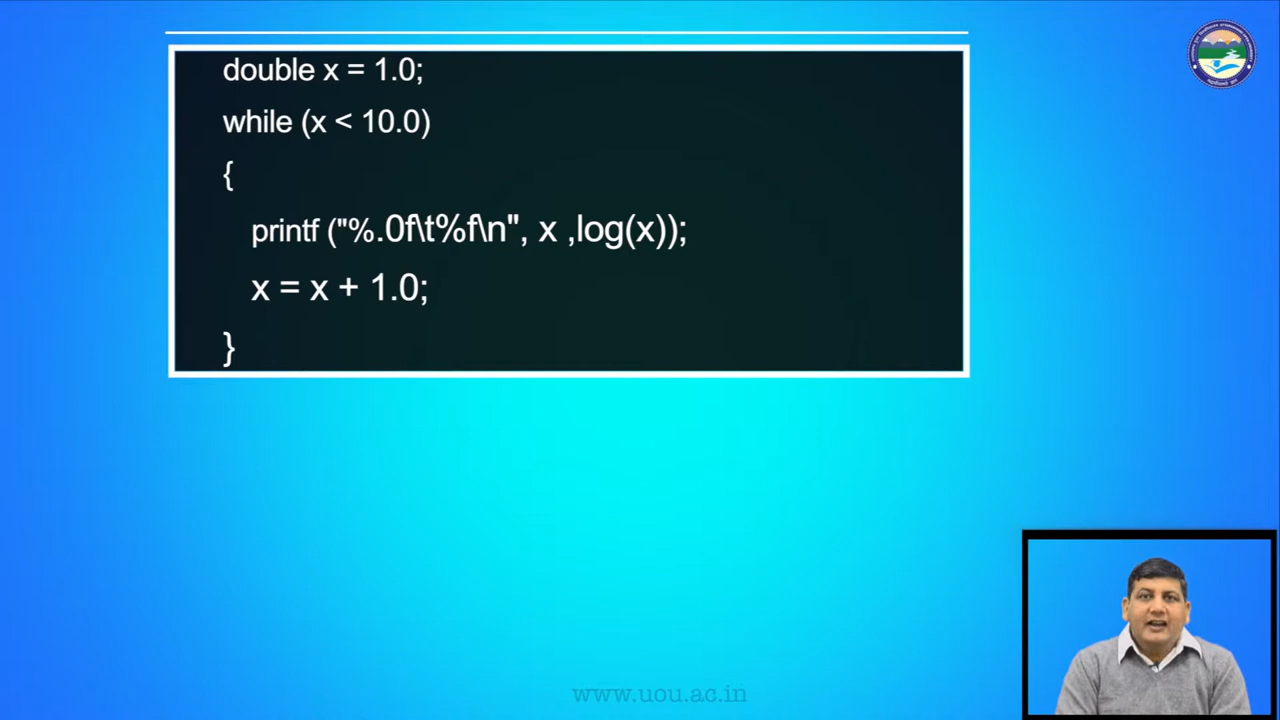 double x = 1.0;
while (x < 10.0)
{
printf ("%.0f\t%f\n", x ,log(x));
x = x + 1.0;
}
www.uou.ac.in